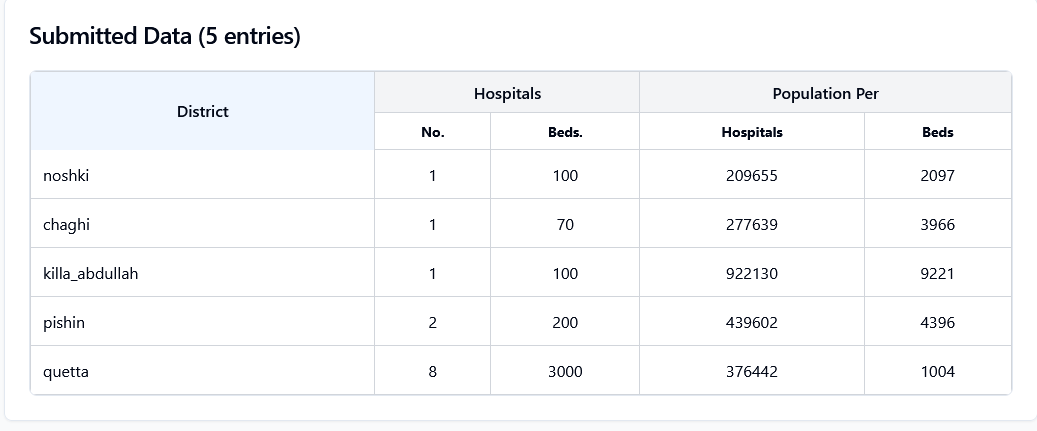 Submitted Data (5 entries)
District Hospitals Population Per
No. Beds. Hospitals Beds
noshki 1 100 209655 2097
chaghi 1 70 277639 3966
killa_abdullah 1 100 922130 9221
pishin 2 200 439602 4396
quetta 8 3000 376442 1004